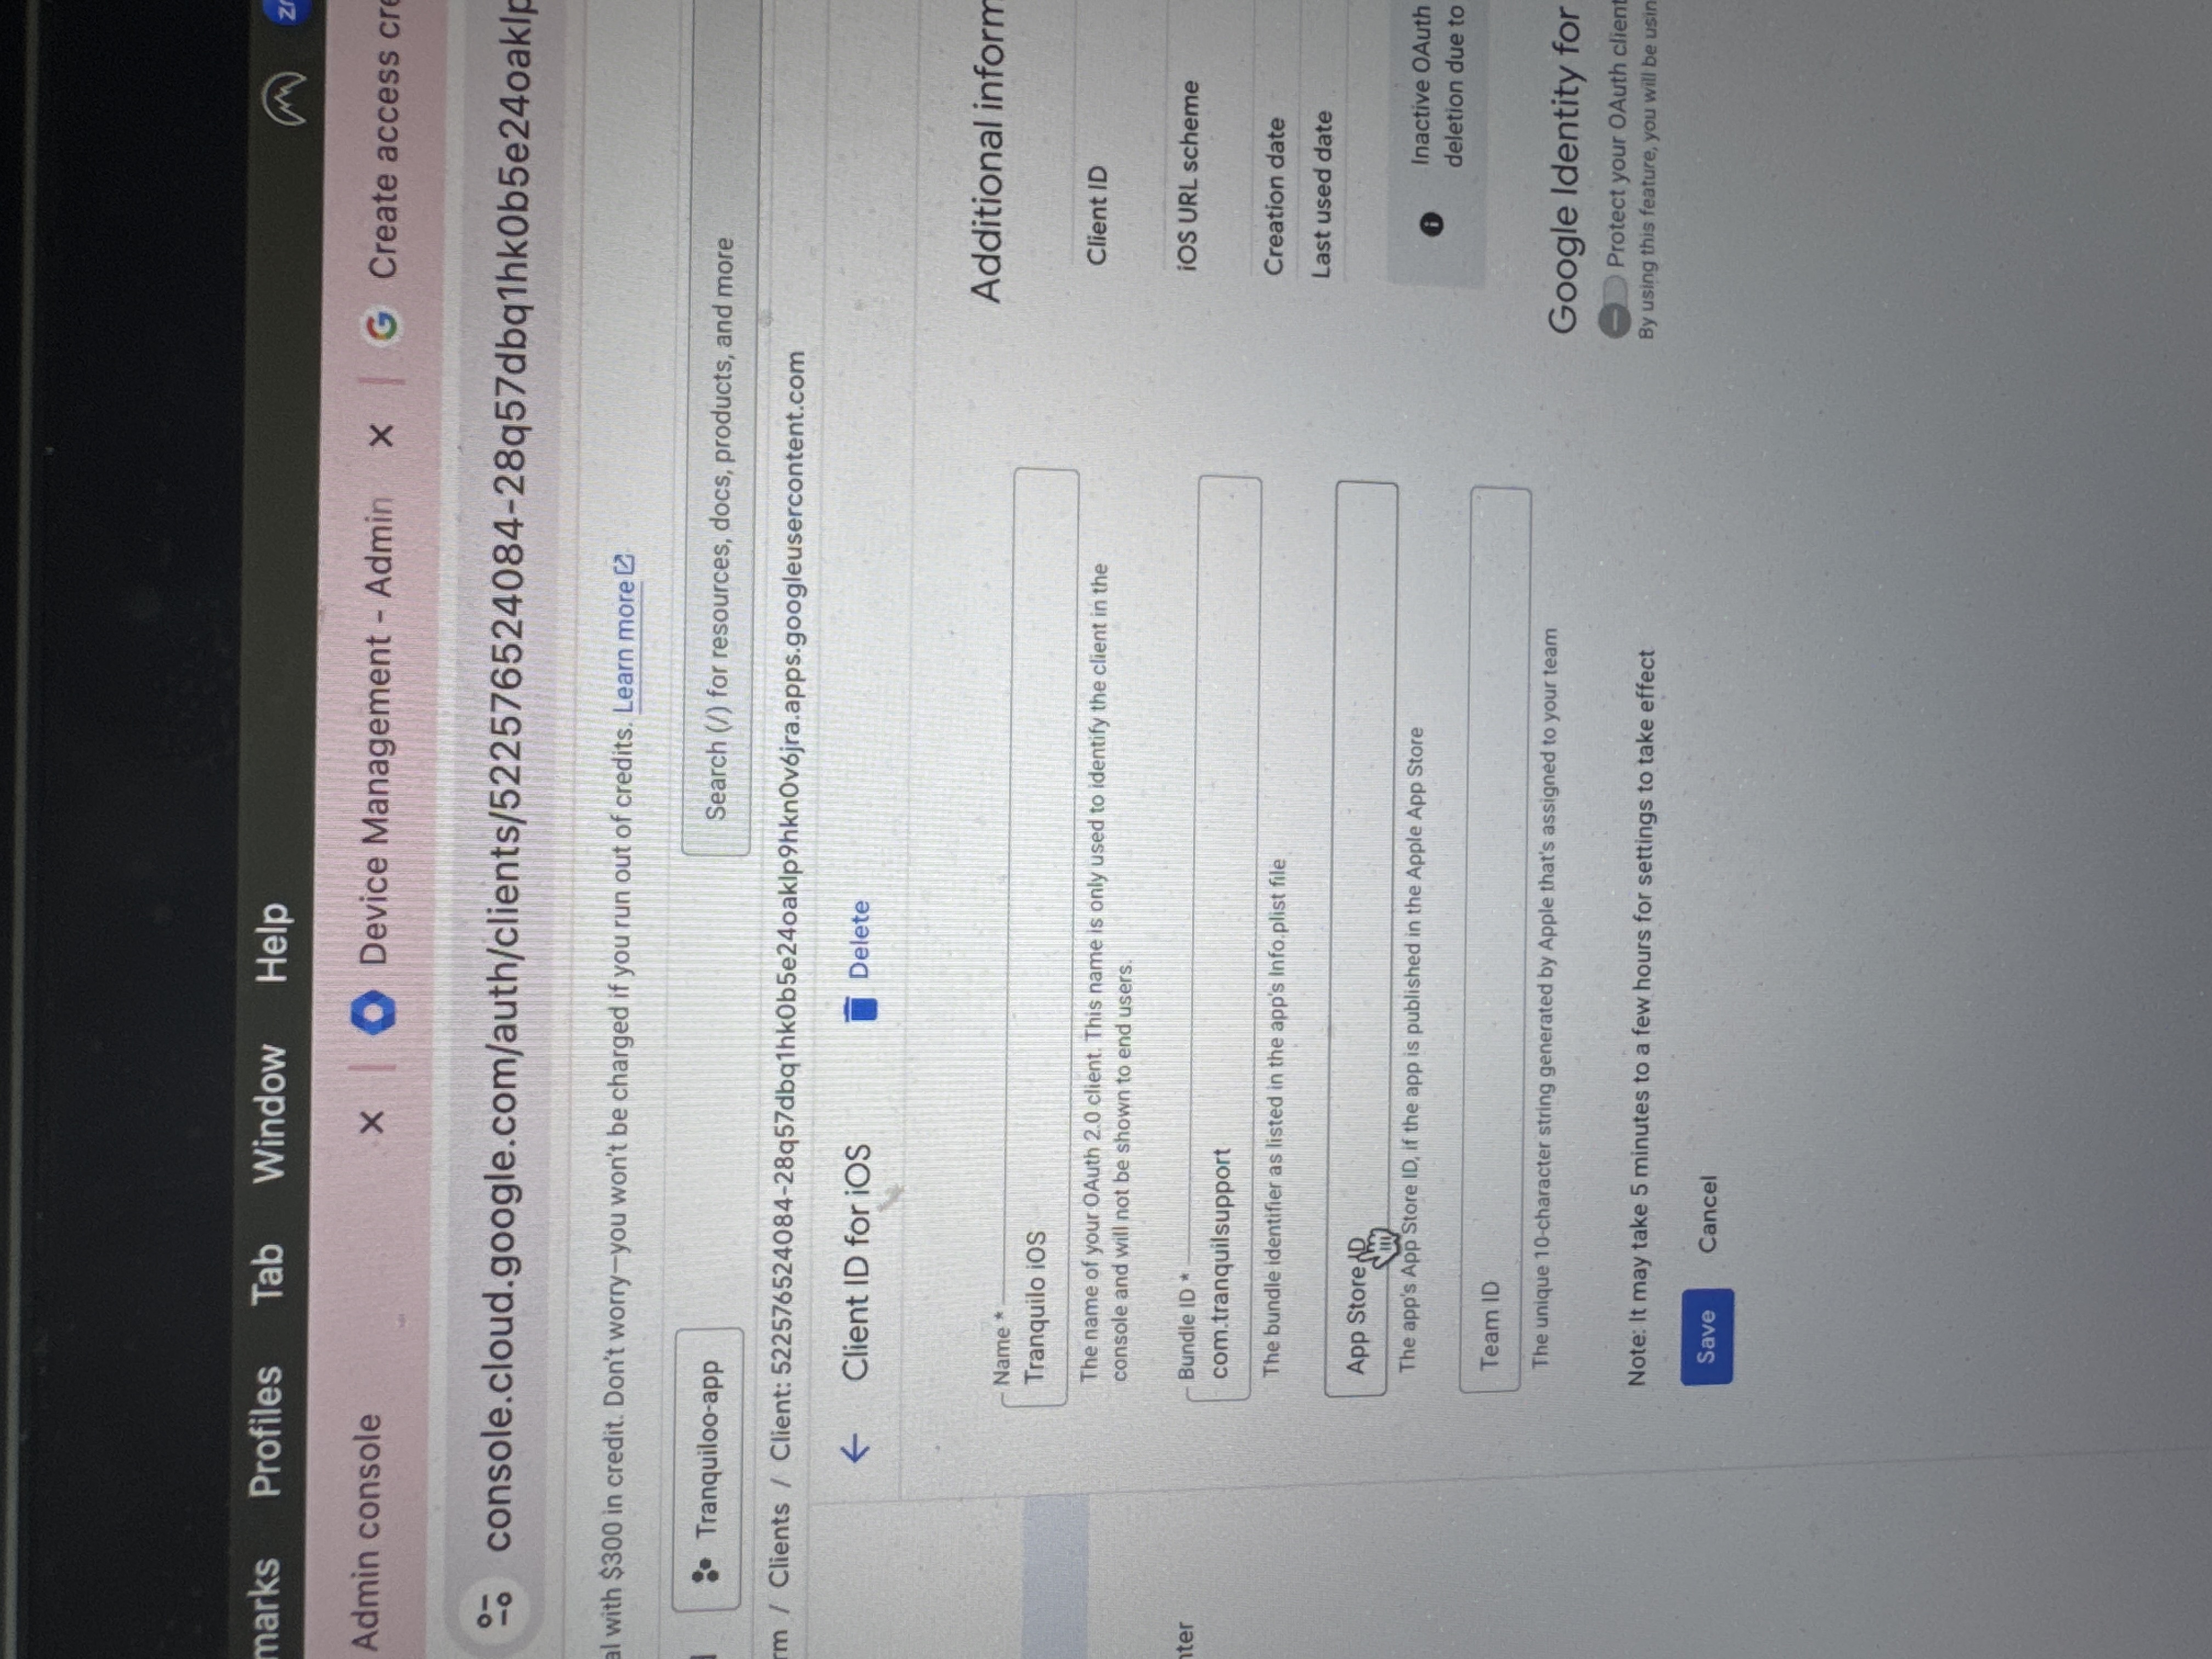 marks Profiles Tab Window Help
Admin console
Device Management - Admin
Create access cre
console.cloud.google.com/auth/clients/522576524084-28q57dbq1hk0b5e24oaklp
al with $300 in credit. Don't worry—you won't be charged if you run out of credits. Learn more
Tranquiloo-app
Search (/) for resources, docs, products, and more
rm / Clients / Client: 522576524084-28q57dbq1hk0b5e24oaklp9hkn0v6jra.apps.googleusercontent.com
Client ID for iOS
Delete
Name *
Tranquilo iOS
The name of your OAuth 2.0 client. This name is only used to identify the client in the
console and will not be shown to end users.
nter
Bundle ID *
com.tranquilsupport
The bundle identifier as listed in the app's Info.plist file
App Store ID
The app's App Store ID, if the app is published in the Apple App Store
Team ID
The unique 10-character string generated by Apple that's assigned to your team
Note: It may take 5 minutes to a few hours for settings to take effect
Save Cancel
Additional inform
Client ID
iOS URL scheme
Creation date
Last used date
Inactive OAuth
deletion due to
Google Identity for
Protect your OAuth client
By using this feature, you will be usin